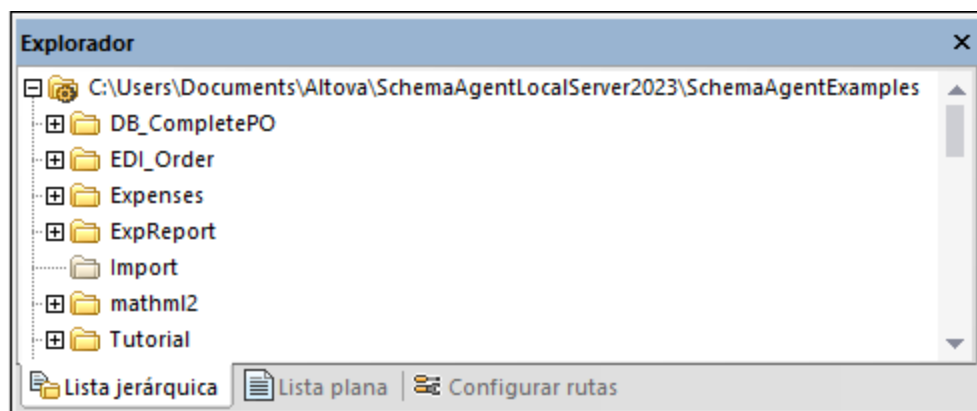 Explorador
C:\Users\Documents\Altova\SchemaAgentLocalServer2023\SchemaAgentExamples
DB_CompletePO
EDI_Order
Expenses
ExpReport
Import
mathml2
Tutorial
Lista jerárquica Lista plana Configurar rutas